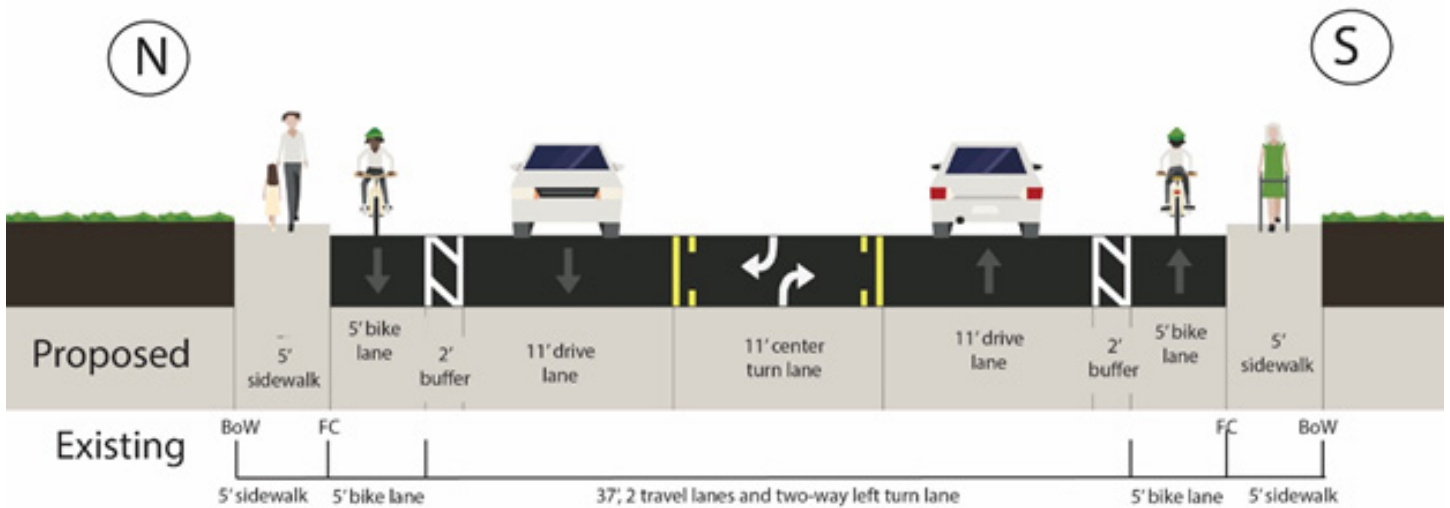 N
S
Proposed
5'
sidewalk
5' bike
lane
2'
buffer
11' drive
lane
11' center
turn lane
11' drive
lane
2'
buffer
5' bike
lane
5'
sidewalk
Existing
BoW
FC
FC
BoW
5' sidewalk
5' bike lane
37', 2 travel lanes and two-way left turn lane
5' bike lane
5' sidewalk